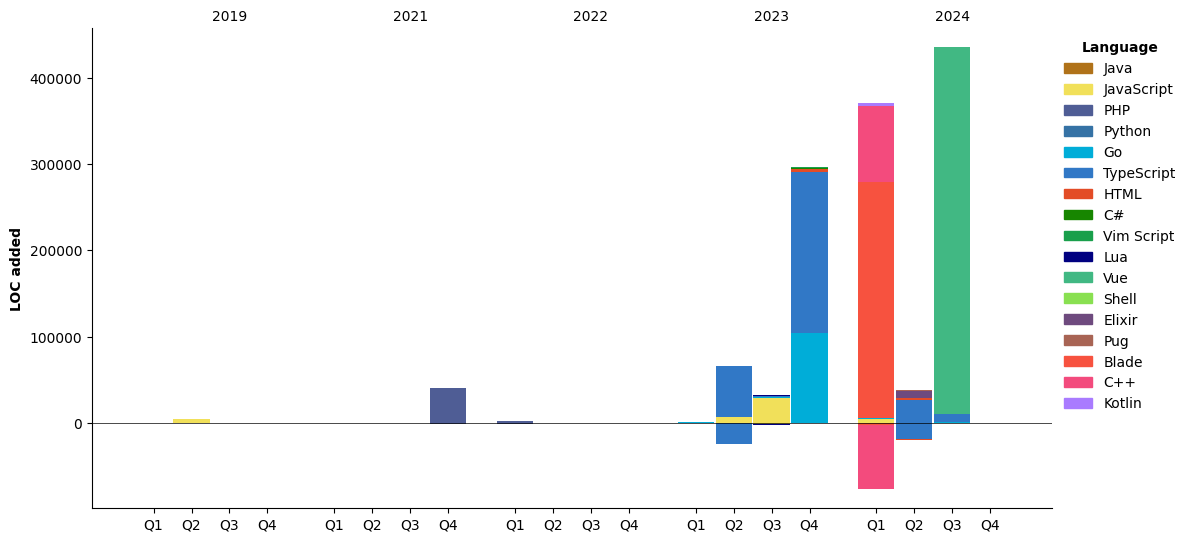 2019 2021 2022 2023 2024
LOC added
400000
300000
200000
100000
0
Q1 Q2 Q3 Q4 Q1 Q2 Q3 Q4 Q1 Q2 Q3 Q4 Q1 Q2 Q3 Q4 Q1 Q2 Q3 Q4
Language
Java
JavaScript
PHP
Python
Go
TypeScript
HTML
C#
Vim Script
Lua
Vue
Shell
Elixir
Pug
Blade
C++
Kotlin